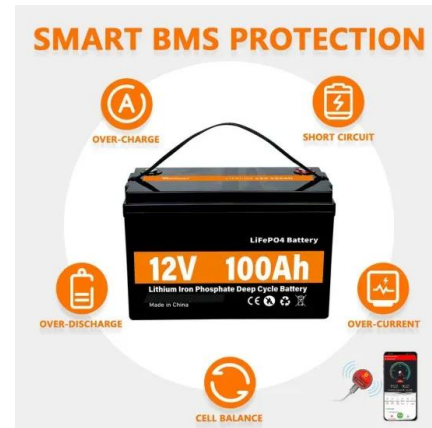 SMART BMS PROTECTION
OVER-CHARGE
SHORT CIRCUIT
LiFePO4 Battery
12V 100Ah
Lithium Iron Phosphate Deep Cycle Battery
Made in China
OVER-DISCHARGE
OVER-CURRENT
CELL BALANCE